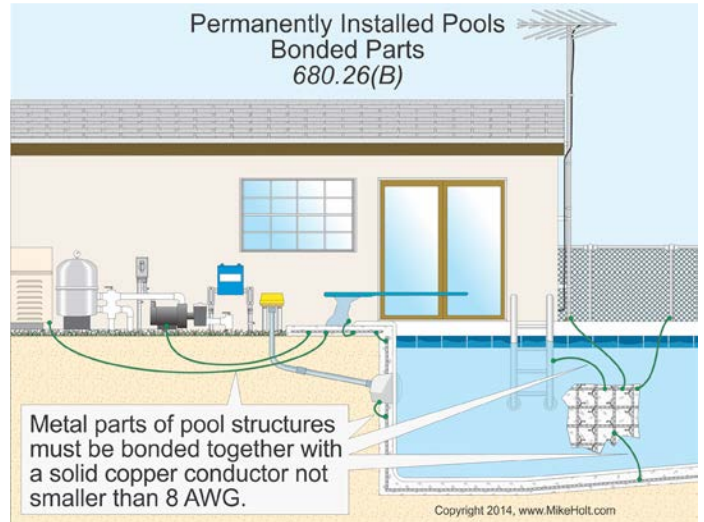 Permanently Installed Pools
Bonded Parts
680.26(B)
Metal parts of pool structures
must be bonded together with
a solid copper conductor not
smaller than 8 AWG.
Copyright 2014, www.MikeHolt.com